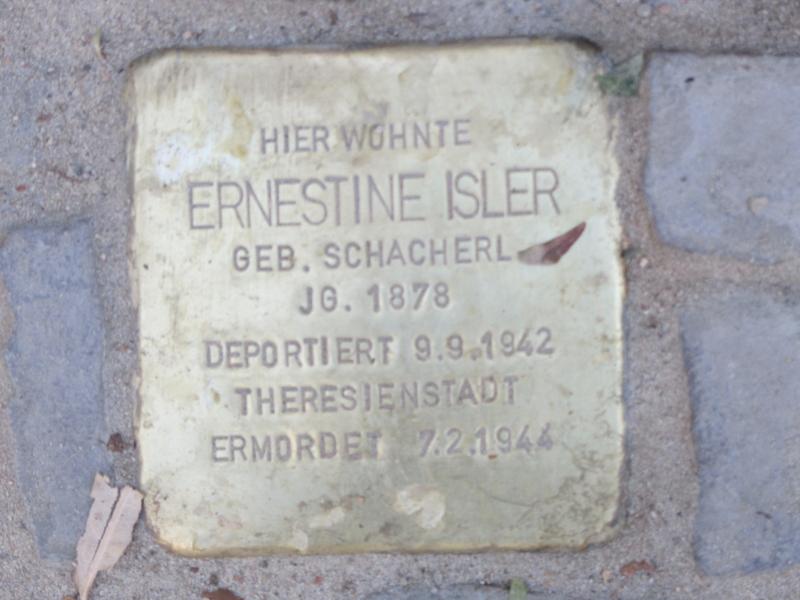 HIER WOHNTE
ERNESTINE ISLER
GEB. SCHACHERL
JG. 1878
DEPORTIERT 9.9.1942
THERESIENSTADT
ERMORDET 7.2.1944